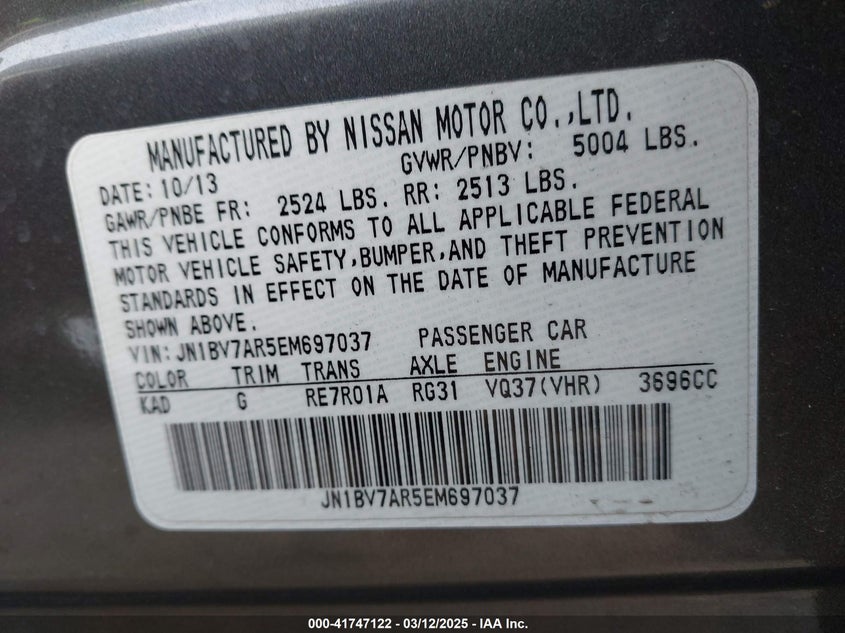 MANUFACTURED BY NISSAN MOTOR CO.,LTD.
DATE: 10/13 GVWR/PNBV: 5004 LBS.
GAWR/PNBE FR: 2524 LBS. RR: 2513 LBS.
THIS VEHICLE CONFORMS TO ALL APPLICABLE FEDERAL
MOTOR VEHICLE SAFETY,BUMPER,AND THEFT PREVENTION
STANDARDS IN EFFECT ON THE DATE OF MANUFACTURE
SHOWN ABOVE.
VIN: JN1BV7AR5EM697037 PASSENGER CAR
COLOR TRIM TRANS AXLE ENGINE
KAD G RE7R01A RG31 VQ37(VHR) 3696CC
JN1BV7AR5EM697037
000-41747122 — 03/12/2025 — IAA Inc.